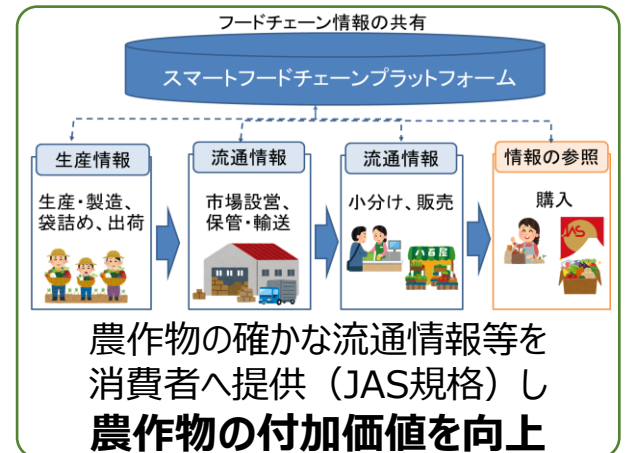 フードチェーン情報の共有
スマートフードチェーンプラットフォーム
生産情報
生産・製造、
袋詰め、出荷
流通情報
市場設営、
保管・輸送
流通情報
小分け、販売
八百屋
情報の参照
購入
JAS
農作物の確かな流通情報等を
消費者へ提供（JAS規格）し
農作物の付加価値を向上